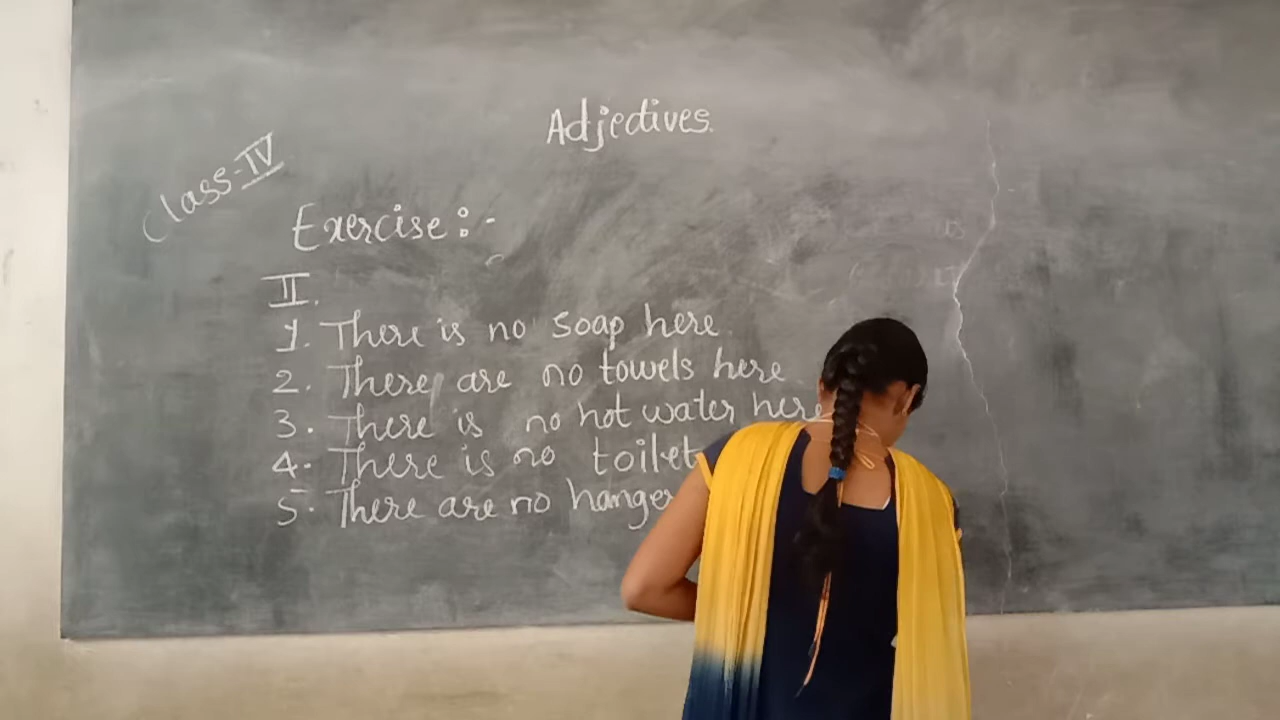 Adjectives.
Class-IV
Exercise:-
II.
1. There is no soap here.
2. There are no towels here.
3. There is no hot water here
4. There is no toilet
5. There are no hanger